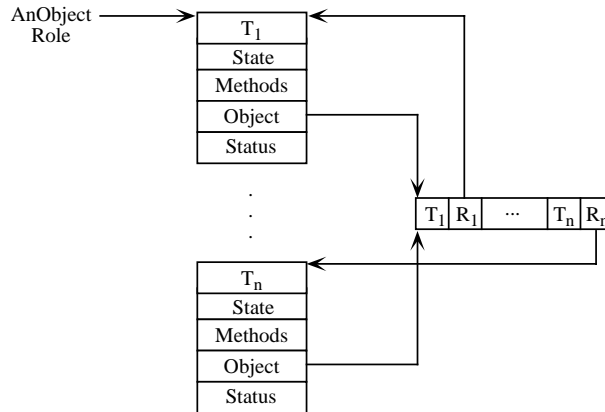 AnObject
Role
T1
State
Methods
Object
Status
T1 R1 ... Tn Rn
Tn
State
Methods
Object
Status